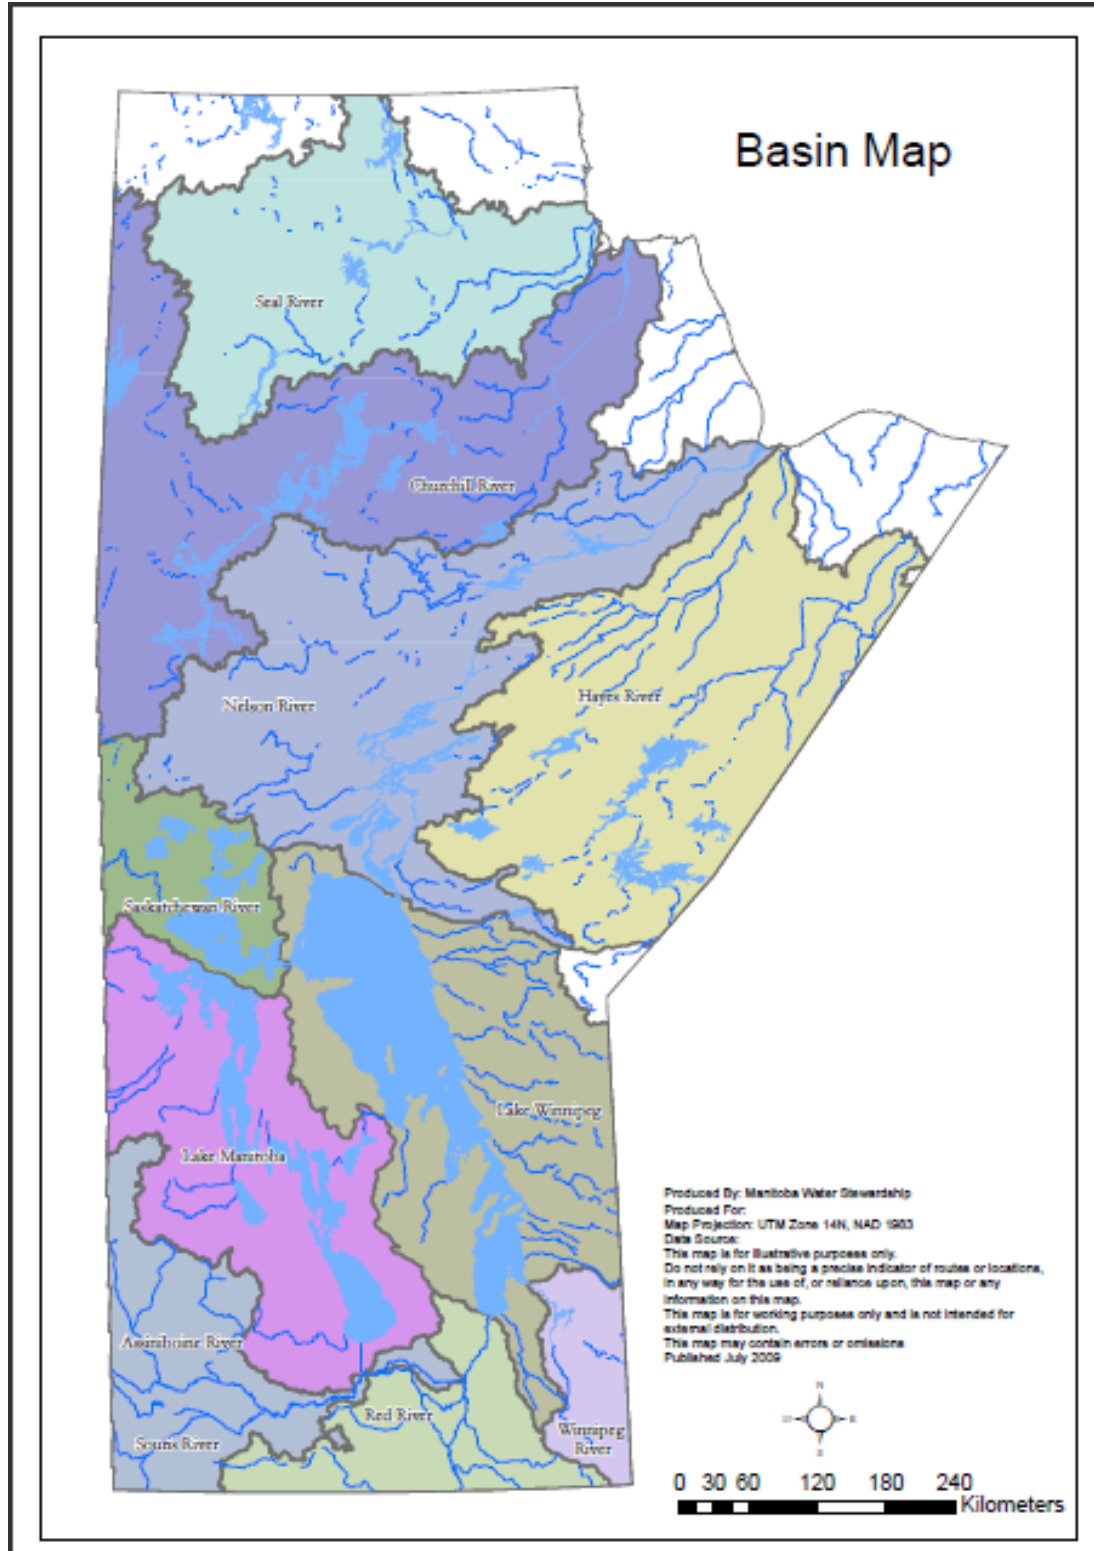 Basin Map
Seal River
Churchill River
Nelson River
Hayes River
Saskatchewan River
Lake Winnipeg
Lake Manitoba
Assiniboine River
Red River
Souris River
Winnipeg
River
Produced By: Manitoba Water Stewardship
Produced For:
Map Projection: UTM Zone 14N, NAD 1983
Data Source:
This map is for illustrative purposes only.
Do not rely on it as being a precise indicator of routes or locations,
in any way for the use of, or reliance upon, this map or any
information on this map.
This map is for working purposes only and is not intended for
external distribution.
This map may contain errors or omissions
Published July 2009
N
W E
S
0 30 60 120 180 240
Kilometers